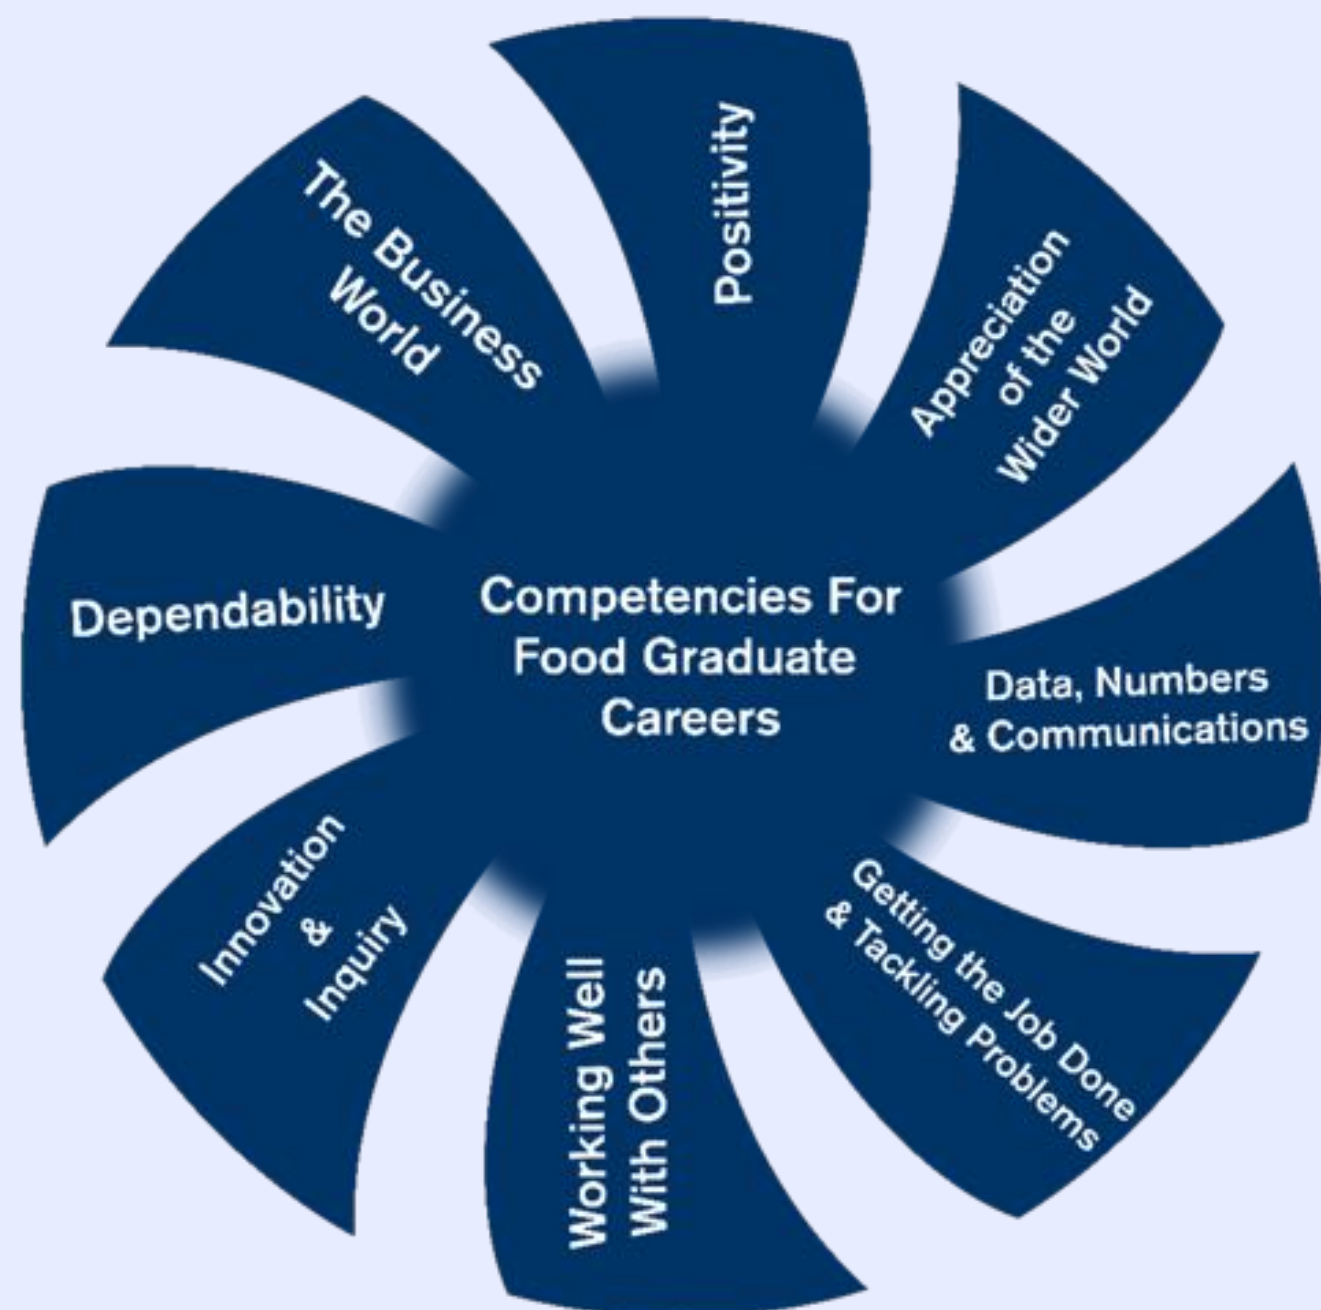 Positivity
Appreciation
of the
Wider World
Data, Numbers
& Communications
Getting the Job Done
& Tackling Problems
Working Well
With Others
Innovation
&
Inquiry
Dependability
The Business
World
Competencies For
Food Graduate
Careers